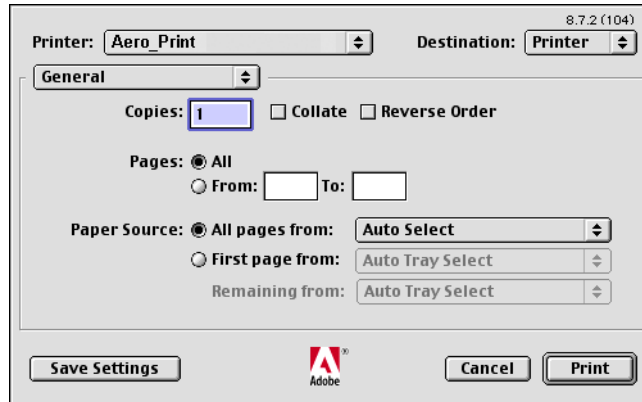 8.7.2 (104)
Printer: Aero_Print Destination: Printer
General
Copies: 1 Collate Reverse Order
Pages: All
From: To:
Paper Source: All pages from: Auto Select
First page from: Auto Tray Select
Remaining from: Auto Tray Select
Save Settings Adobe® Cancel Print